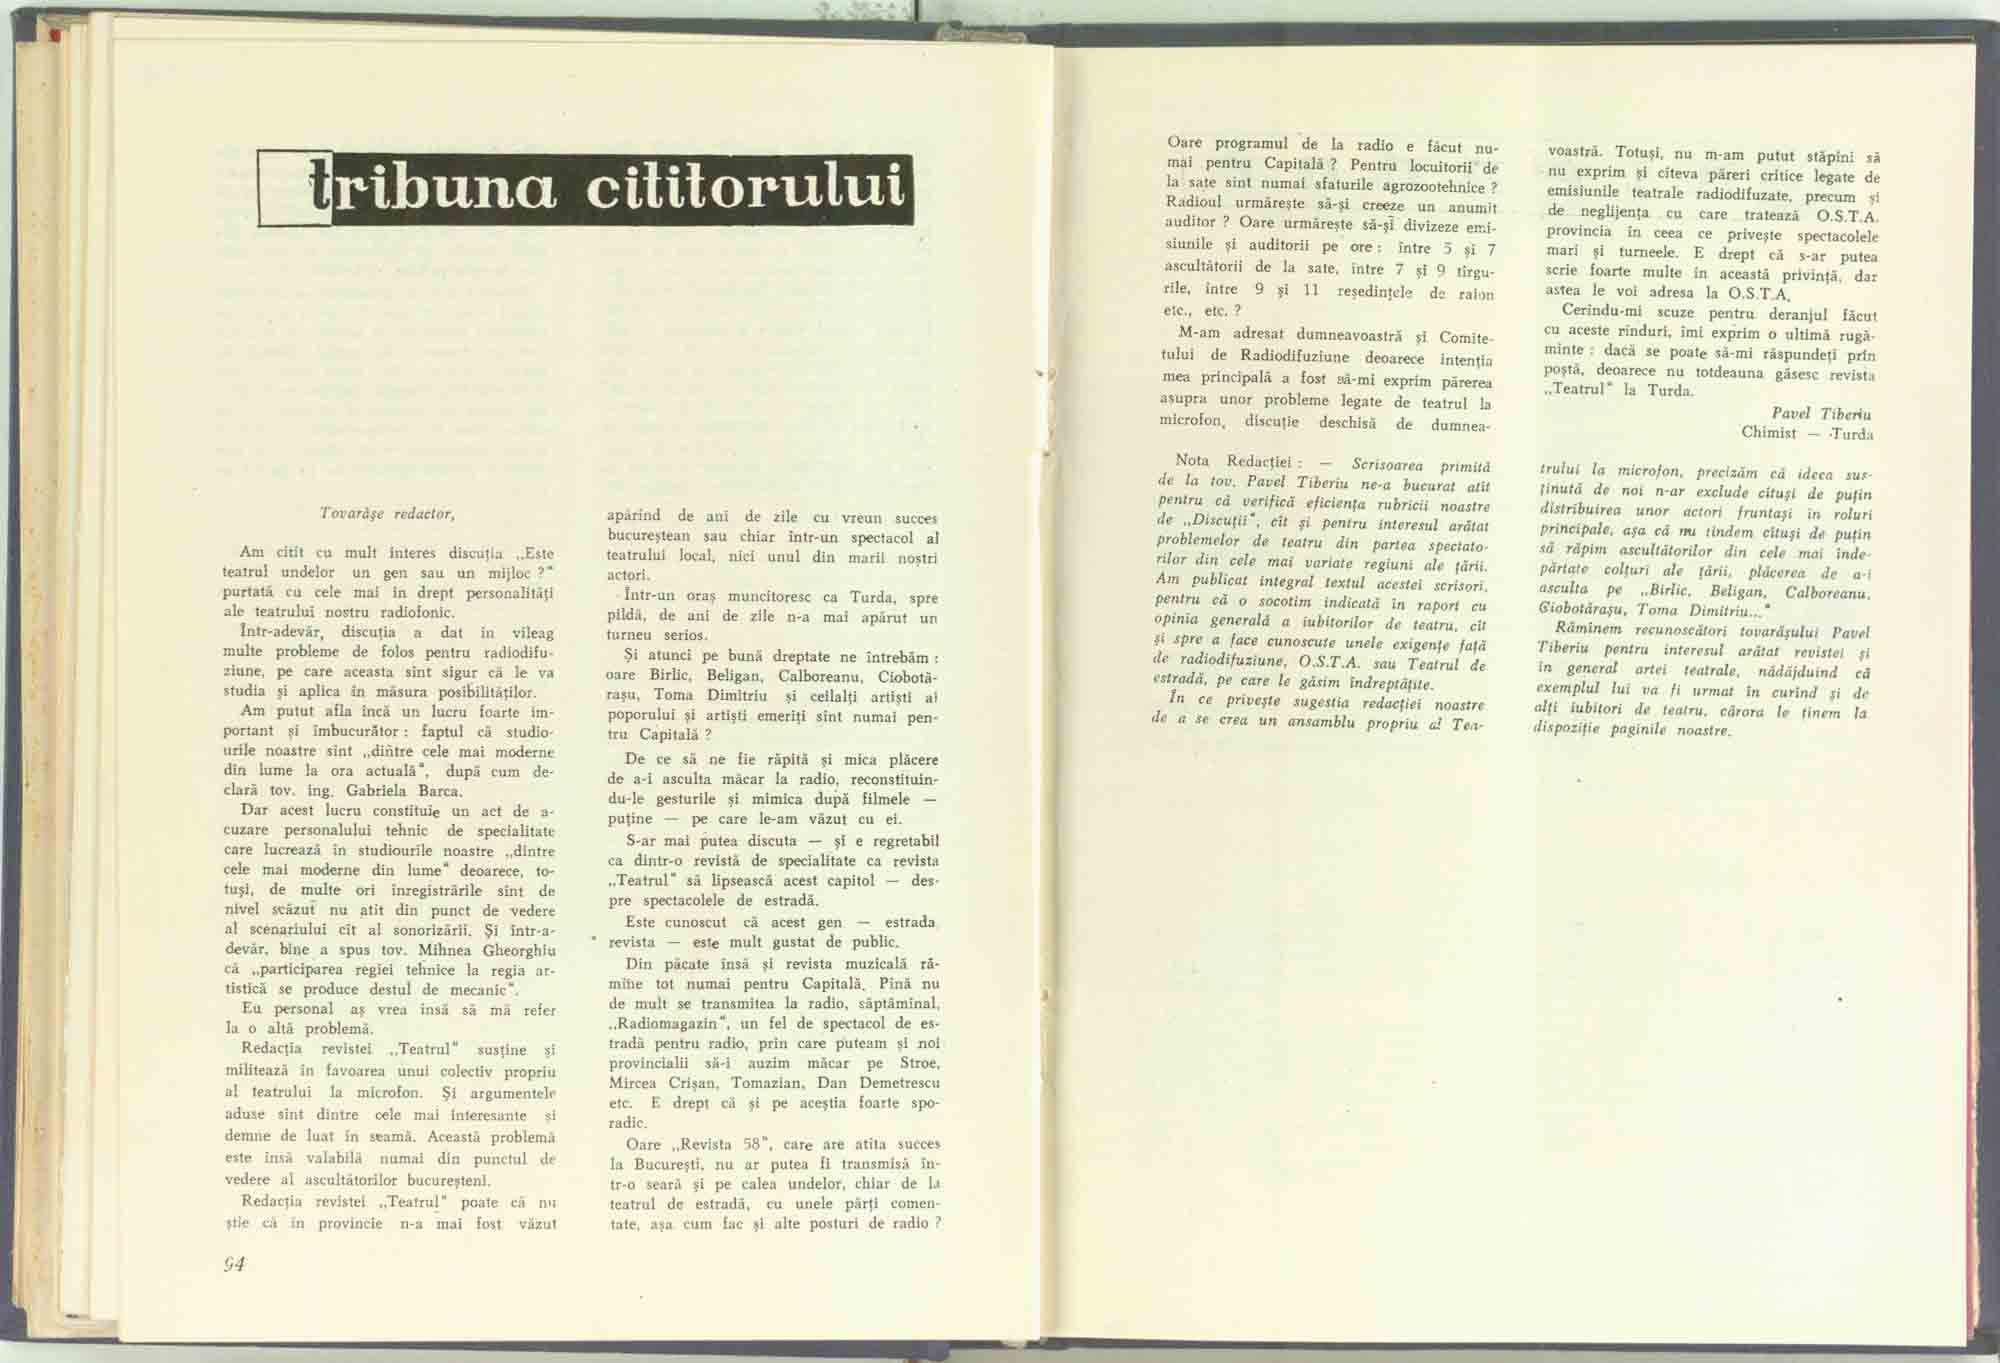 tribuna cititorului
Tovarăşe redactor,
Am citit cu mult interes discuţia „Este
teatrul undelor un gen sau un mijloc ?“
purtată cu cele mai în drept personalităţi
ale teatrului nostru radiofonic.
Într-adevăr, discuţia a dat în vileag
multe probleme de folos pentru radiodifu-
ziune, pe care aceasta sînt sigur că le va
studia şi aplica în măsura posibilităţilor.
Am putut afla încă un lucru foarte im-
portant şi îmbucurător : faptul că studio-
urile noastre sînt „dintre cele mai moderne
din lume la ora actuală“, după cum de-
clară tov. ing. Gabriela Barca.
Dar acest lucru constituie un act de a-
cuzare personalului tehnic de specialitate
care lucrează în studiourile noastre „dintre
cele mai moderne din lume“ deoarece, to-
tuşi, de multe ori înregistrările sînt de
nivel scăzut nu atît din punct de vedere
al scenariului cît al sonorizării. Şi într-a-
devăr, bine a spus tov. Mihnea Gheorghiu
că „participarea regiei tehnice la regia ar-
tistică se produce destul de mecanic“.
Eu personal aş vrea însă să mă refer
la o altă problemă.
Redacţia revistei „Teatrul“ susţine şi
militează în favoarea unui colectiv propriu
al teatrului la microfon. Şi argumentele
aduse sînt dintre cele mai interesante şi
demne de luat în seamă. Această problemă
este însă valabilă numai din punctul de
vedere al ascultătorilor bucureşteni.
Redacţia revistei „Teatrul“ poate că nu
ştie că în provincie n-a mai fost văzut
94
apărînd de ani de zile cu vreun succes
bucureştean sau chiar într-un spectacol al
teatrului local, nici unul din marii noştri
actori.
Într-un oraş muncitoresc ca Turda, spre
pildă, de ani de zile n-a mai apărut un
turneu serios.
Şi atunci pe bună dreptate ne întrebăm :
oare Birlic, Beligan, Calboreanu, Ciobotă-
raşu, Toma Dimitriu şi ceilalţi artişti ai
poporului şi artişti emeriţi sînt numai pen-
tru Capitală ?
De ce să ne fie răpită şi mica plăcere
de a-i asculta măcar la radio, reconstituin-
du-le gesturile şi mimica după filmele —
puţine — pe care le-am văzut cu ei.
S-ar mai putea discuta — şi e regretabil
ca dintr-o revistă de specialitate ca revista
„Teatrul“ să lipsească acest capitol — des-
pre spectacolele de estradă.
Este cunoscut că acest gen — estrada,
revista — este mult gustat de public.
Din păcate însă şi revista muzicală ră-
mîne tot numai pentru Capitală. Pînă nu
de mult se transmitea la radio, săptămînal,
„Radiomagazin“, un fel de spectacol de es-
tradă pentru radio, prin care puteam şi noi
provincialii să-i auzim măcar pe Stroe,
Mircea Crişan, Tomazian, Dan Demetrescu
etc. E drept că şi pe aceştia foarte spo-
radic.
Oare „Revista 58“, care are atîta succes
la Bucureşti, nu ar putea fi transmisă în-
tr-o seară şi pe calea undelor, chiar de la
teatrul de estradă, cu unele părţi comen-
tate, aşa cum fac şi alte posturi de radio ?
Oare programul de la radio e făcut nu-
mai pentru Capitală ? Pentru locuitorii de
la sate sînt numai sfaturile agrozootehnice ?
Radioul urmăreşte să-şi creeze un anumit
auditor ? Oare urmăreşte să-şi divizeze emi-
siunile şi auditorii pe ore : între 5 şi 7
ascultătorii de la sate, între 7 şi 9 tîrgu-
rile, între 9 şi 11 reşedinţele de raion
etc., etc. ?
M-am adresat dumneavoastră şi Comite-
tului de Radiodifuziune deoarece intenţia
mea principală a fost să-mi exprim părerea
asupra unor probleme legate de teatrul la
microfon, discuţie deschisă de dumnea-
voastră. Totuşi, nu m-am putut stăpîni să
nu exprim şi cîteva păreri critice legate de
emisiunile teatrale radiodifuzate, precum şi
de neglijenţa cu care tratează O.S.T.A.
provincia în ceea ce priveşte spectacolele
mari şi turneele. E drept că s-ar putea
scrie foarte multe în această privinţă, dar
astea le voi adresa la O.S.T.A.
Cerîndu-mi scuze pentru deranjul făcut
cu aceste rînduri, îmi exprim o ultimă rugă-
minte : dacă se poate să-mi răspundeţi prin
poştă, deoarece nu totdeauna găsesc revista
„Teatrul“ la Turda.
Pavel Tiberiu
Chimist — Turda
Nota Redacţiei : — Scrisoarea primită
de la tov. Pavel Tiberiu ne-a bucurat atît
pentru că verifică eficienţa rubricii noastre
de „Discuţii“, cît şi pentru interesul arătat
problemelor de teatru din partea spectato-
rilor din cele mai variate regiuni ale ţării.
Am publicat integral textul acestei scrisori,
pentru că o socotim indicată în raport cu
opinia generală a iubitorilor de teatru, cît
şi spre a face cunoscute unele exigenţe faţă
de radiodifuziune, O.S.T.A. sau Teatrul de
estradă, pe care le găsim îndreptăţite.
În ce priveşte sugestia redacţiei noastre
de a se crea un ansamblu propriu al Tea-
trului la microfon, precizăm că ideea sus-
ţinută de noi n-ar exclude cîtuşi de puţin
distribuirea unor actori fruntaşi în roluri
principale, aşa că nu tindem cîtuşi de puţin
să răpim ascultătorilor din cele mai înde-
părtate colţuri ale ţării, plăcerea de a-i
asculta pe „Birlic, Beligan, Calboreanu,
Ciobotăraşu, Toma Dimitriu...“
Rămînem recunoscători tovarăşului Pavel
Tiberiu pentru interesul arătat revistei şi
în general artei teatrale, nădăjduind că
exemplul lui va fi urmat în curînd şi de
alţi iubitori de teatru, cărora le ţinem la
dispoziţie paginile noastre.